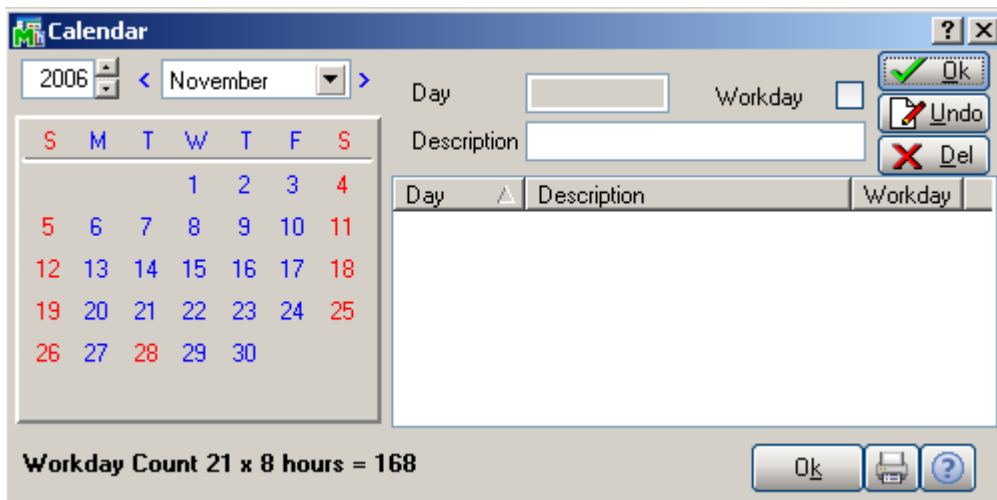 Calendar
2006 < November >
Day Workday Ok
Undo
Description Del
S M T W T F S
Day Description Workday
1 2 3 4
5 6 7 8 9 10 11
12 13 14 15 16 17 18
19 20 21 22 23 24 25
26 27 28 29 30
Workday Count 21 x 8 hours = 168
Ok